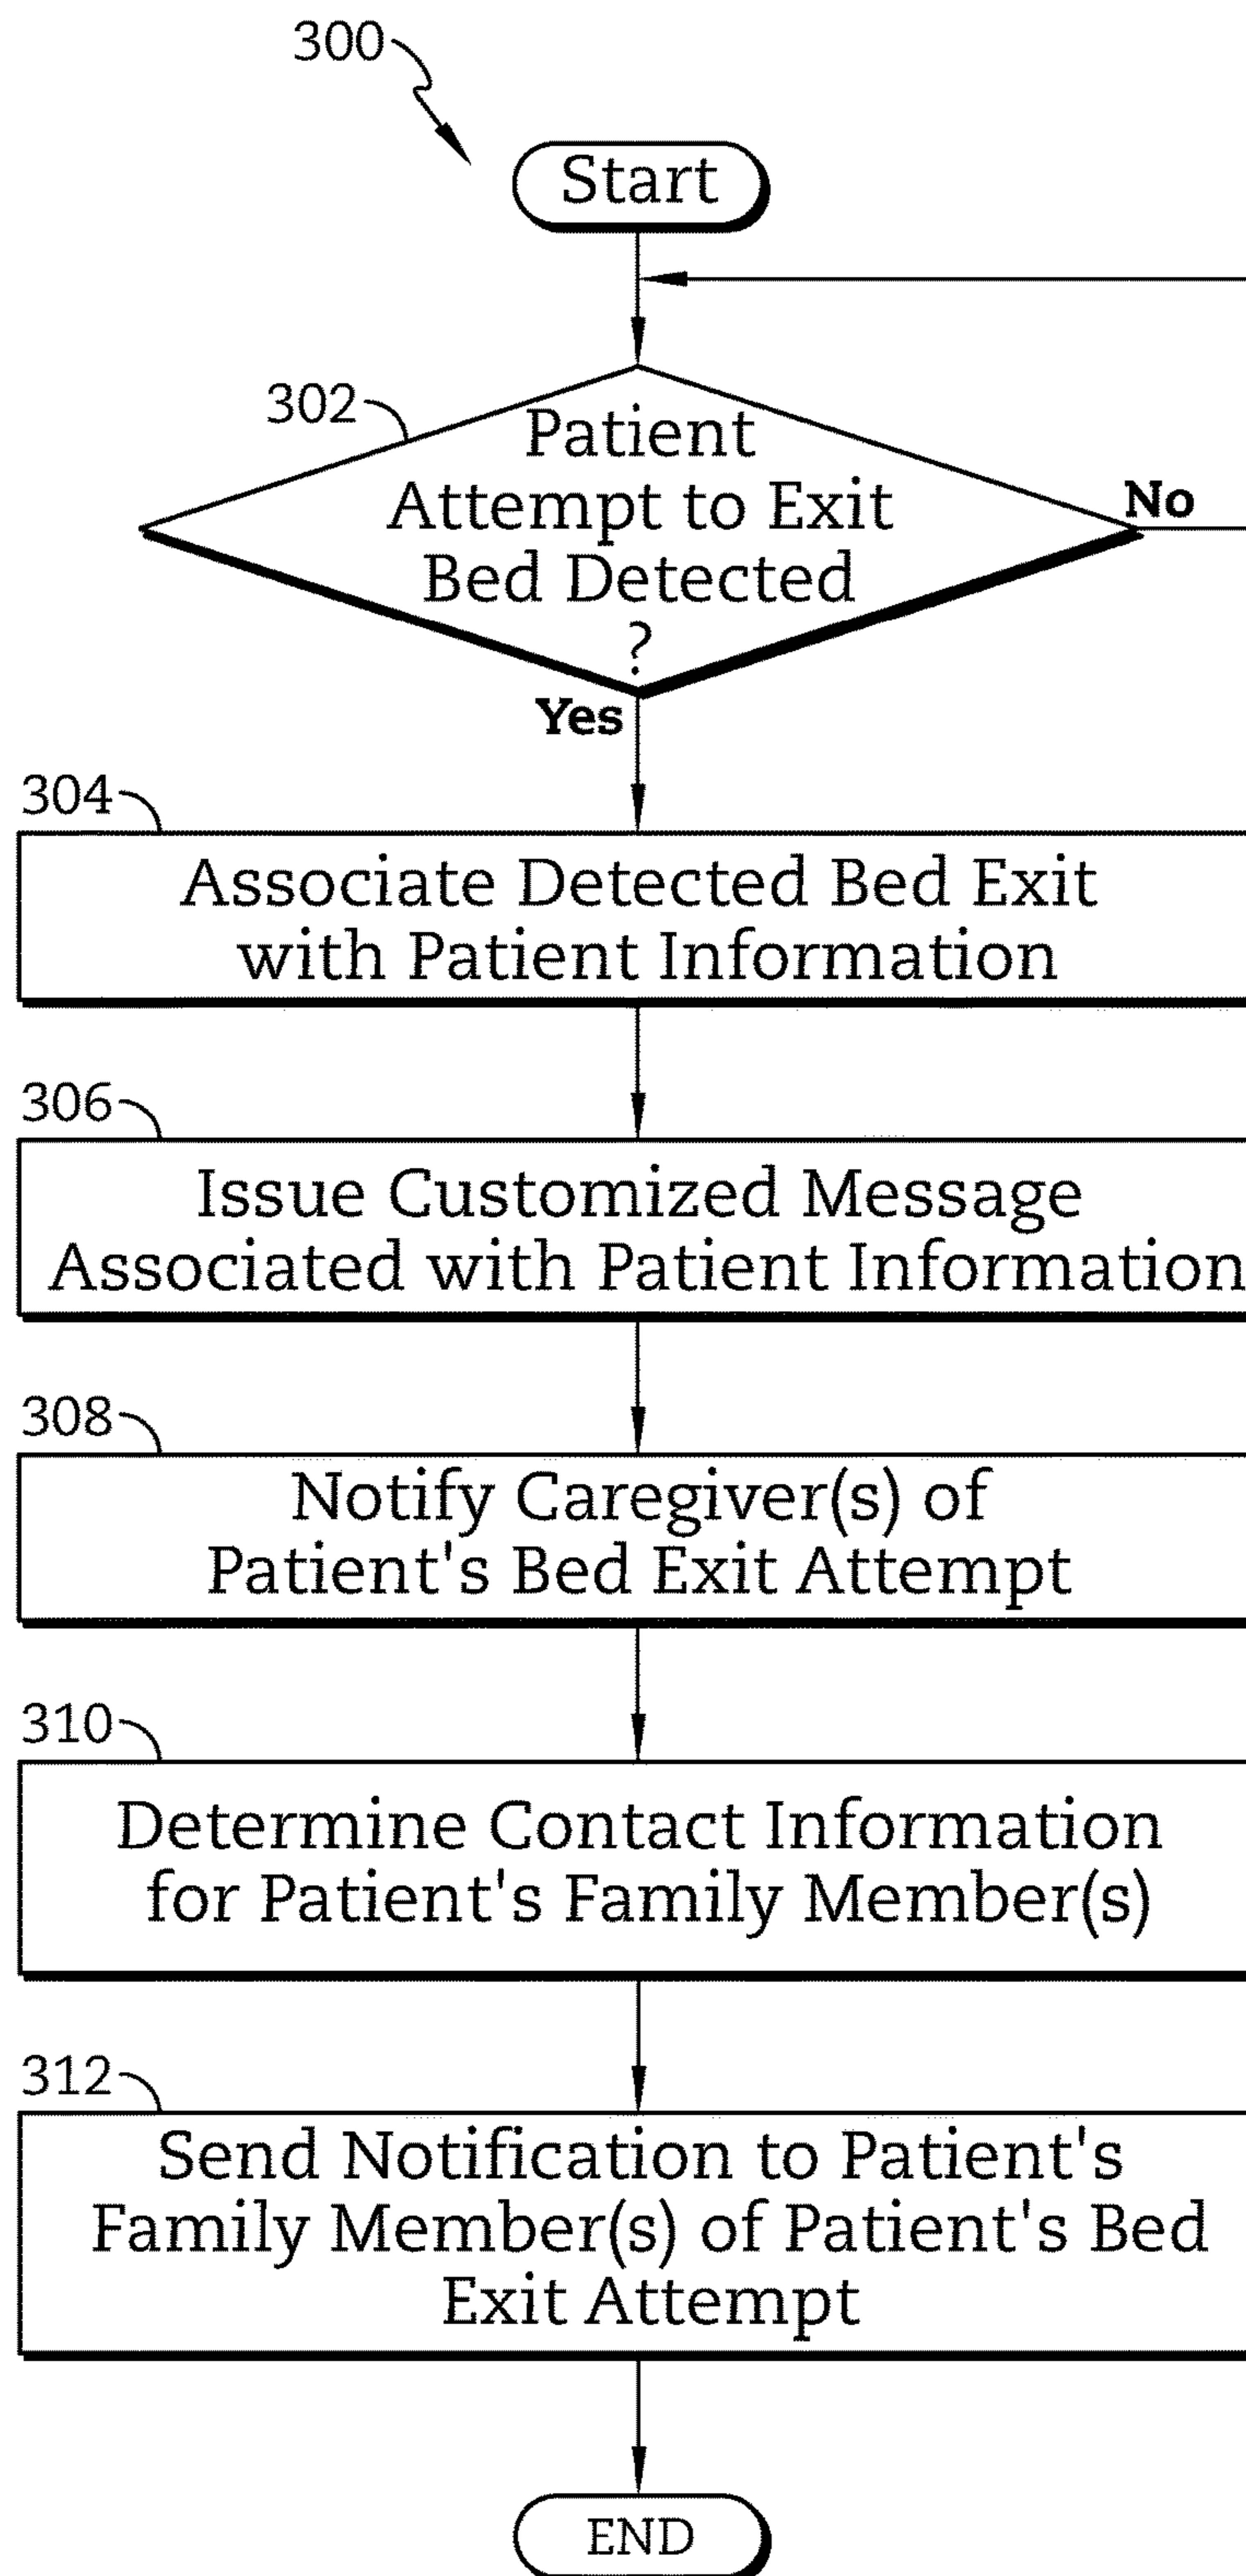 300
Start
302
Patient
Attempt to Exit
Bed Detected
?
No
Yes
304
Associate Detected Bed Exit
with Patient Information
306
Issue Customized Message
Associated with Patient Information
308
Notify Caregiver(s) of
Patient's Bed Exit Attempt
310
Determine Contact Information
for Patient's Family Member(s)
312
Send Notification to Patient's
Family Member(s) of Patient's Bed
Exit Attempt
END